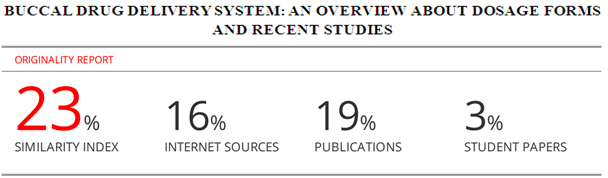 BUCCAL DRUG DELIVERY SYSTEM: AN OVERVIEW ABOUT DOSAGE FORMS
AND RECENT STUDIES
ORIGINALITY REPORT
23% 16% 19% 3%
SIMILARITY INDEX INTERNET SOURCES PUBLICATIONS STUDENT PAPERS